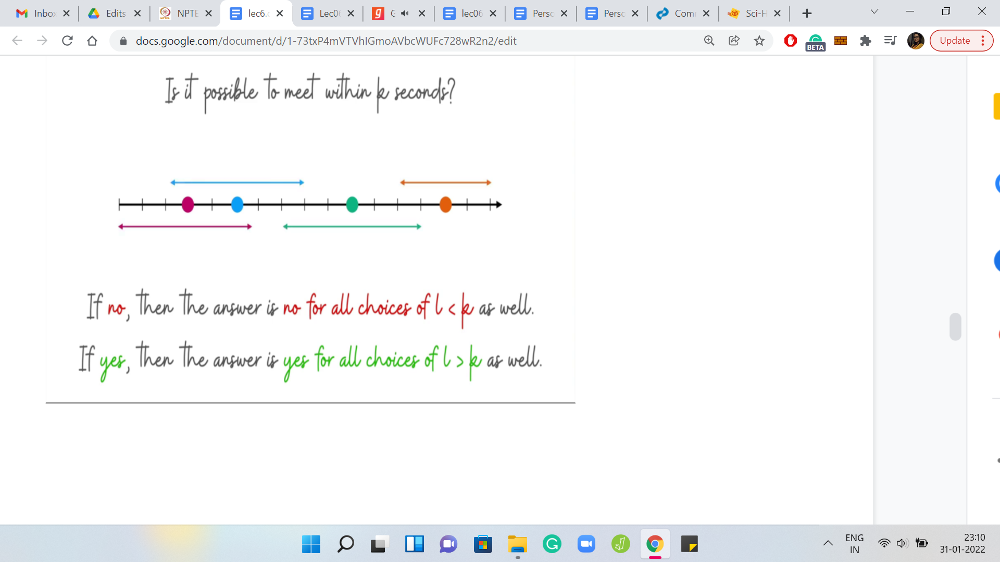 Inbox
Edits
NPTE
lec6.c
Lec06
G
lec06
Perso
Perso
Com
Sci-H
docs.google.com/document/d/1-73txP4mVTVhlGmoAVbcWUFc728wR2n2/edit
BETA
Update
Is it possible to meet within k seconds?
If no, then the answer is no for all choices of l < k as well.
If yes, then the answer is yes for all choices of l > k as well.
ENG
IN
23:10
31-01-2022